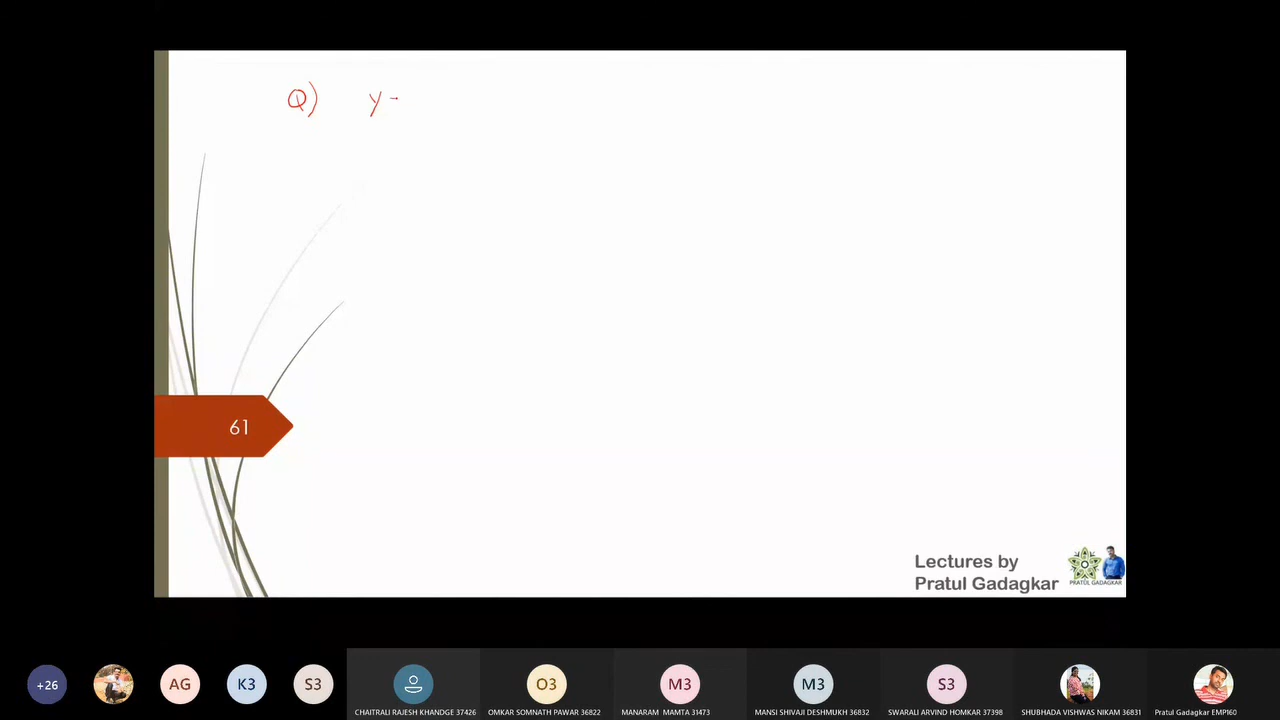 Q) y -
61
Lectures by
Pratul Gadagkar
PRATUL GADAGKAR
+26 AG K3 S3 O3 M3 M3 S3
CHAITRALI RAJESH KHANDGE 37426 OMKAR SOMNATH PAWAR 36822 MANARAM MAMTA 31473 MANSI SHIVAJI DESHMUKH 36832 SWARALI ARVIND HOMKAR 37398 SHUBHADA VISHWAS NIKAM 36831 Pratul Gadagkar EMP160